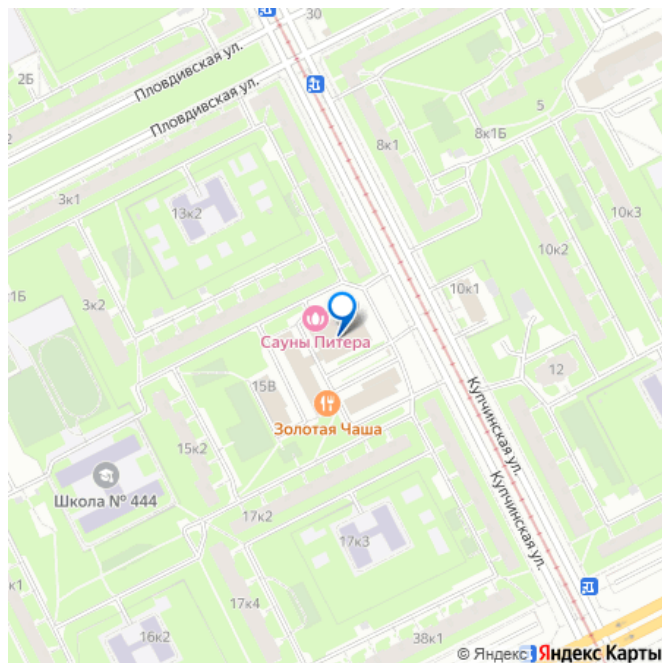 30
2Б
Пловдивская ул.
Пловдивская ул.
5
8к1
8к1Б
2
3к1
13к2
10к3
10к2
1Б
3к2
10к1
Сауны Питера
12
15В
Купчинская ул.
Золотая Чаша
15к2
Школа № 444
Купчинская ул.
17к2
17к3
к1
17к4
16к2
38к1
© Яндекс Яндекс Карты